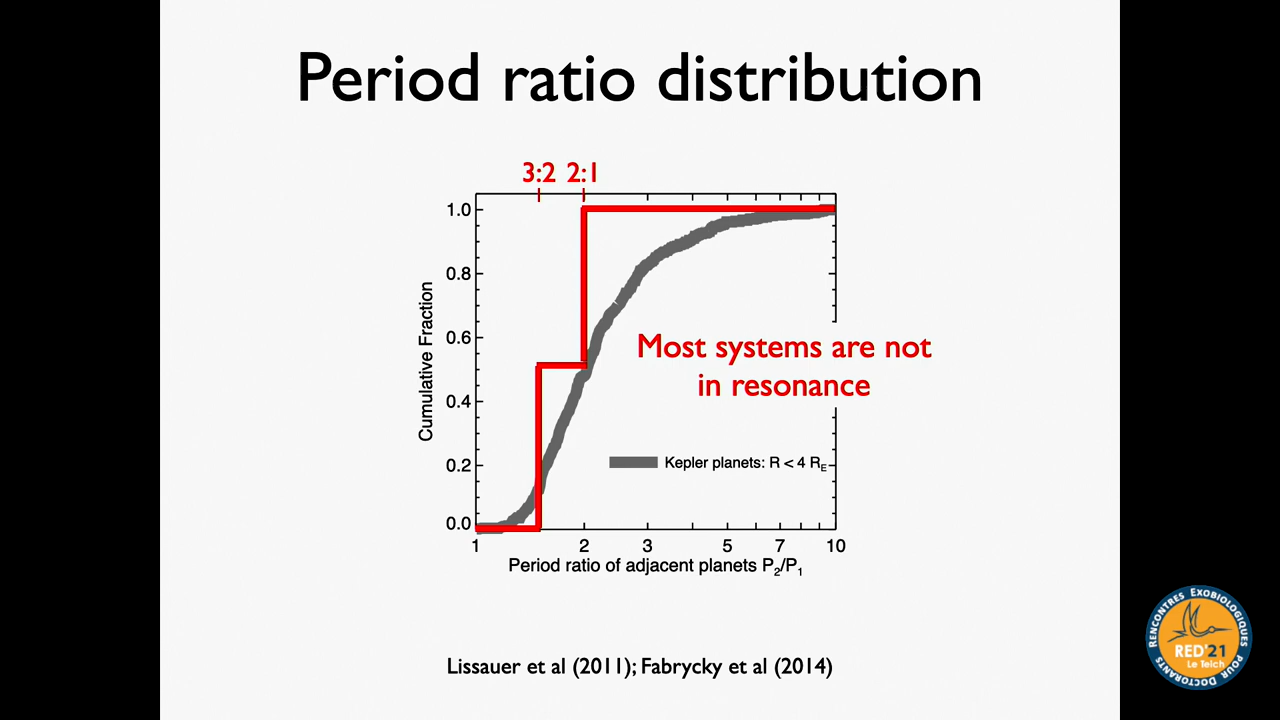 Period ratio distribution
3:2 2:1
1.0
0.8
0.6
0.4
0.2
0.0
Cumulative Fraction
Most systems are not
in resonance
Kepler planets: R < 4 RE
1 2 3 5 7 10
Period ratio of adjacent planets P2/P1
Lissauer et al (2011); Fabrycky et al (2014)
RENCONTRES EXOBIOLOGIQUES POUR DOCTORANTS
RED'21
Le Teich